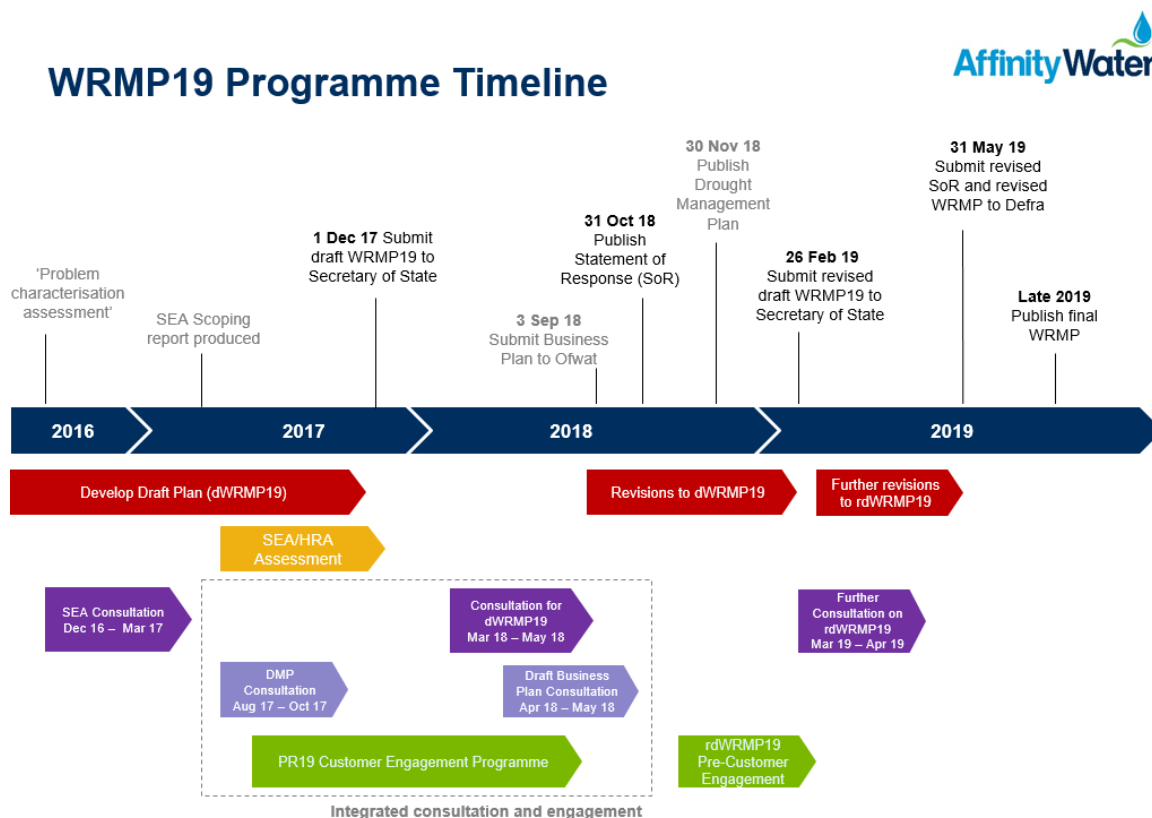 WRMP19 Programme Timeline
AffinityWater
'Problem
characterisation
assessment'
SEA Scoping
report produced
1 Dec 17 Submit
draft WRMP19 to
Secretary of State
3 Sep 18
Submit Business
Plan to Ofwat
31 Oct 18
Publish
Statement of
Response (SoR)
30 Nov 18
Publish
Drought
Management
Plan
26 Feb 19
Submit revised
draft WRMP19 to
Secretary of State
31 May 19
Submit revised
SoR and revised
WRMP to Defra
Late 2019
Publish final
WRMP
2016
2017
2018
2019
Develop Draft Plan (dWRMP19)
Revisions to dWRMP19
Further revisions
to rdWRMP19
SEA/HRA
Assessment
SEA Consultation
Dec 16 – Mar 17
Consultation for
dWRMP19
Mar 18 – May 18
Further
Consultation on
rdWRMP19
Mar 19 – Apr 19
DMP
Consultation
Aug 17 – Oct 17
Draft Business
Plan Consultation
Apr 18 – May 18
PR19 Customer Engagement Programme
rdWRMP19
Pre-Customer
Engagement
Integrated consultation and engagement